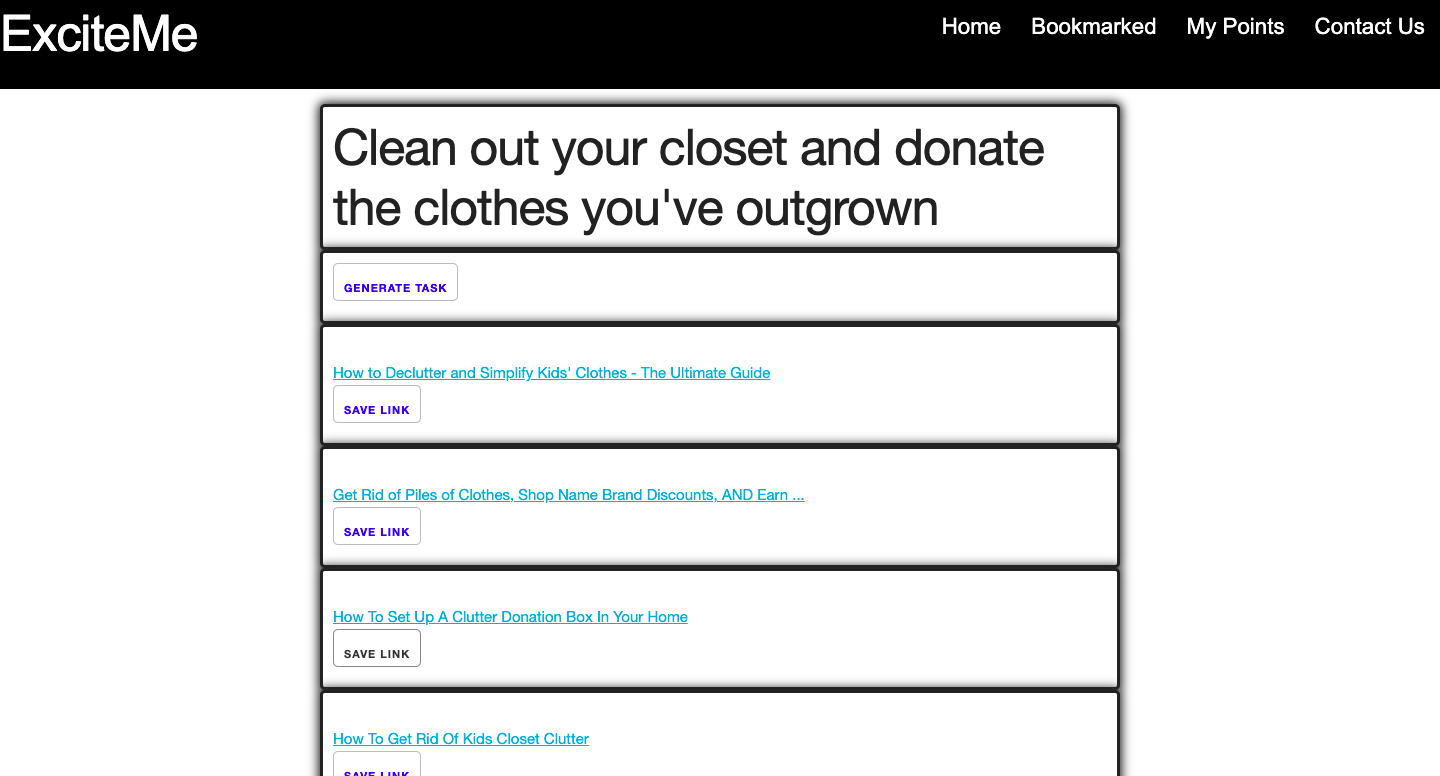 ExciteMe
Home Bookmarked My Points Contact Us
Clean out your closet and donate
the clothes you've outgrown
GENERATE TASK
How to Declutter and Simplify Kids' Clothes - The Ultimate Guide
SAVE LINK
Get Rid of Piles of Clothes, Shop Name Brand Discounts, AND Earn ...
SAVE LINK
How To Set Up A Clutter Donation Box In Your Home
SAVE LINK
How To Get Rid Of Kids Closet Clutter
SAVE LINK